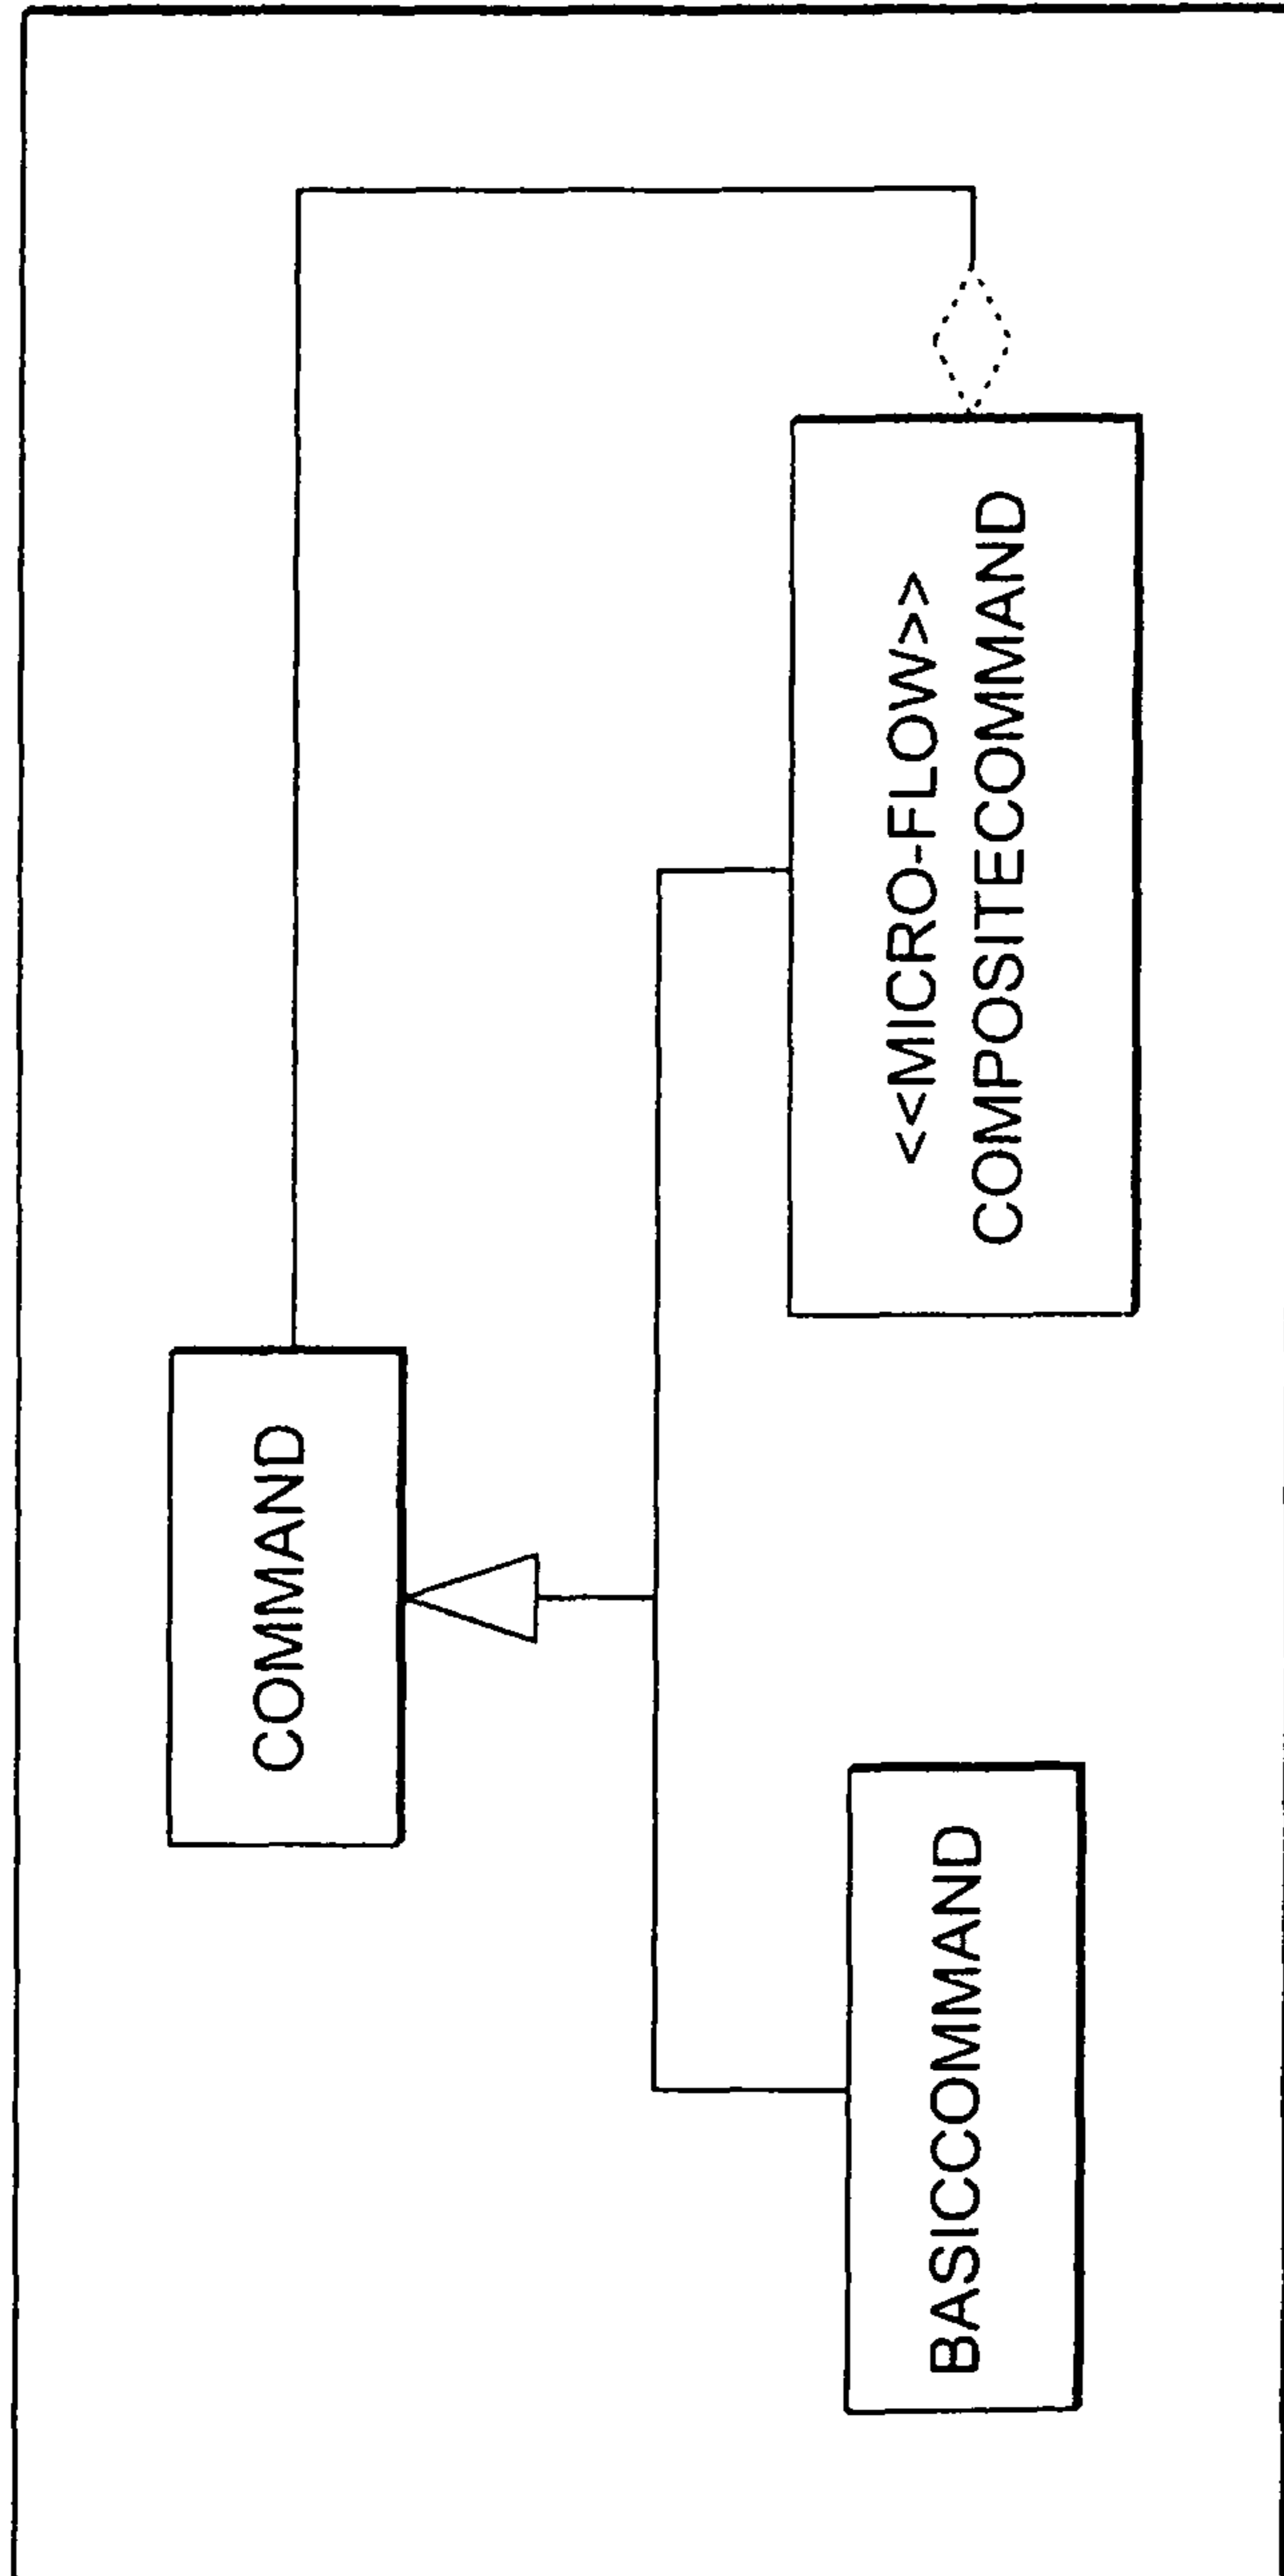 COMMAND
BASICCOMMAND
<<MICRO-FLOW>>
COMPOSITECOMMAND